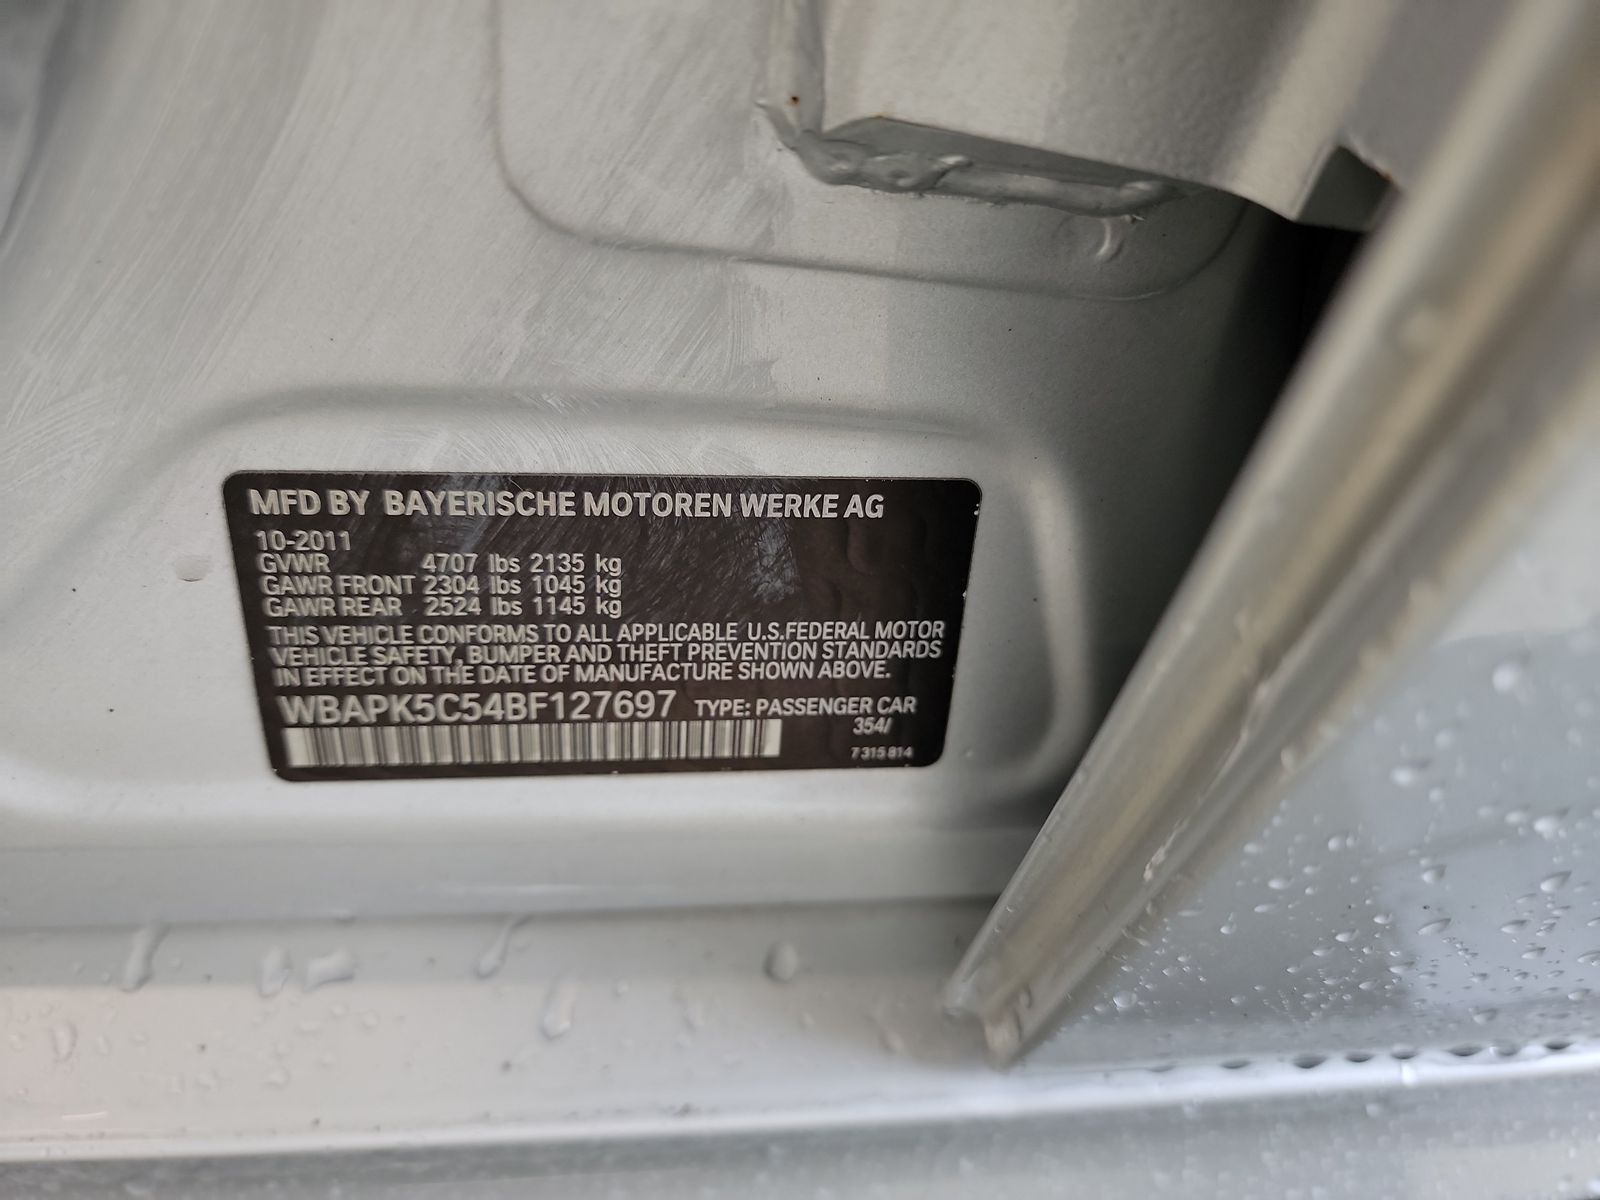 MFD BY BAYERISCHE MOTOREN WERKE AG
10-2011
GVWR 4707 lbs 2135 kg
GAWR FRONT 2304 lbs 1045 kg
GAWR REAR 2524 lbs 1145 kg
THIS VEHICLE CONFORMS TO ALL APPLICABLE U.S.FEDERAL MOTOR
VEHICLE SAFETY, BUMPER AND THEFT PREVENTION STANDARDS
IN EFFECT ON THE DATE OF MANUFACTURE SHOWN ABOVE.
WBAPK5C54BF127697 TYPE: PASSENGER CAR
354/
7 315 814